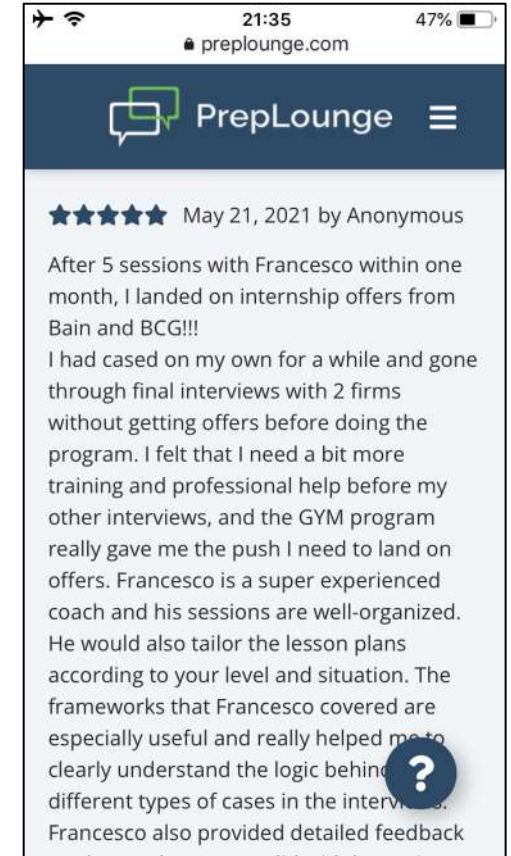 21:35
47%
preplounge.com
PrepLounge
May 21, 2021 by Anonymous
After 5 sessions with Francesco within one
month, I landed on internship offers from
Bain and BCG!!!
I had cased on my own for a while and gone
through final interviews with 2 firms
without getting offers before doing the
program. I felt that I need a bit more
training and professional help before my
other interviews, and the GYM program
really gave me the push I need to land on
offers. Francesco is a super experienced
coach and his sessions are well-organized.
He would also tailor the lesson plans
according to your level and situation. The
frameworks that Francesco covered are
especially useful and really helped me to
clearly understand the logic behind
different types of cases in the interviews.
?
Francesco also provided detailed feedback